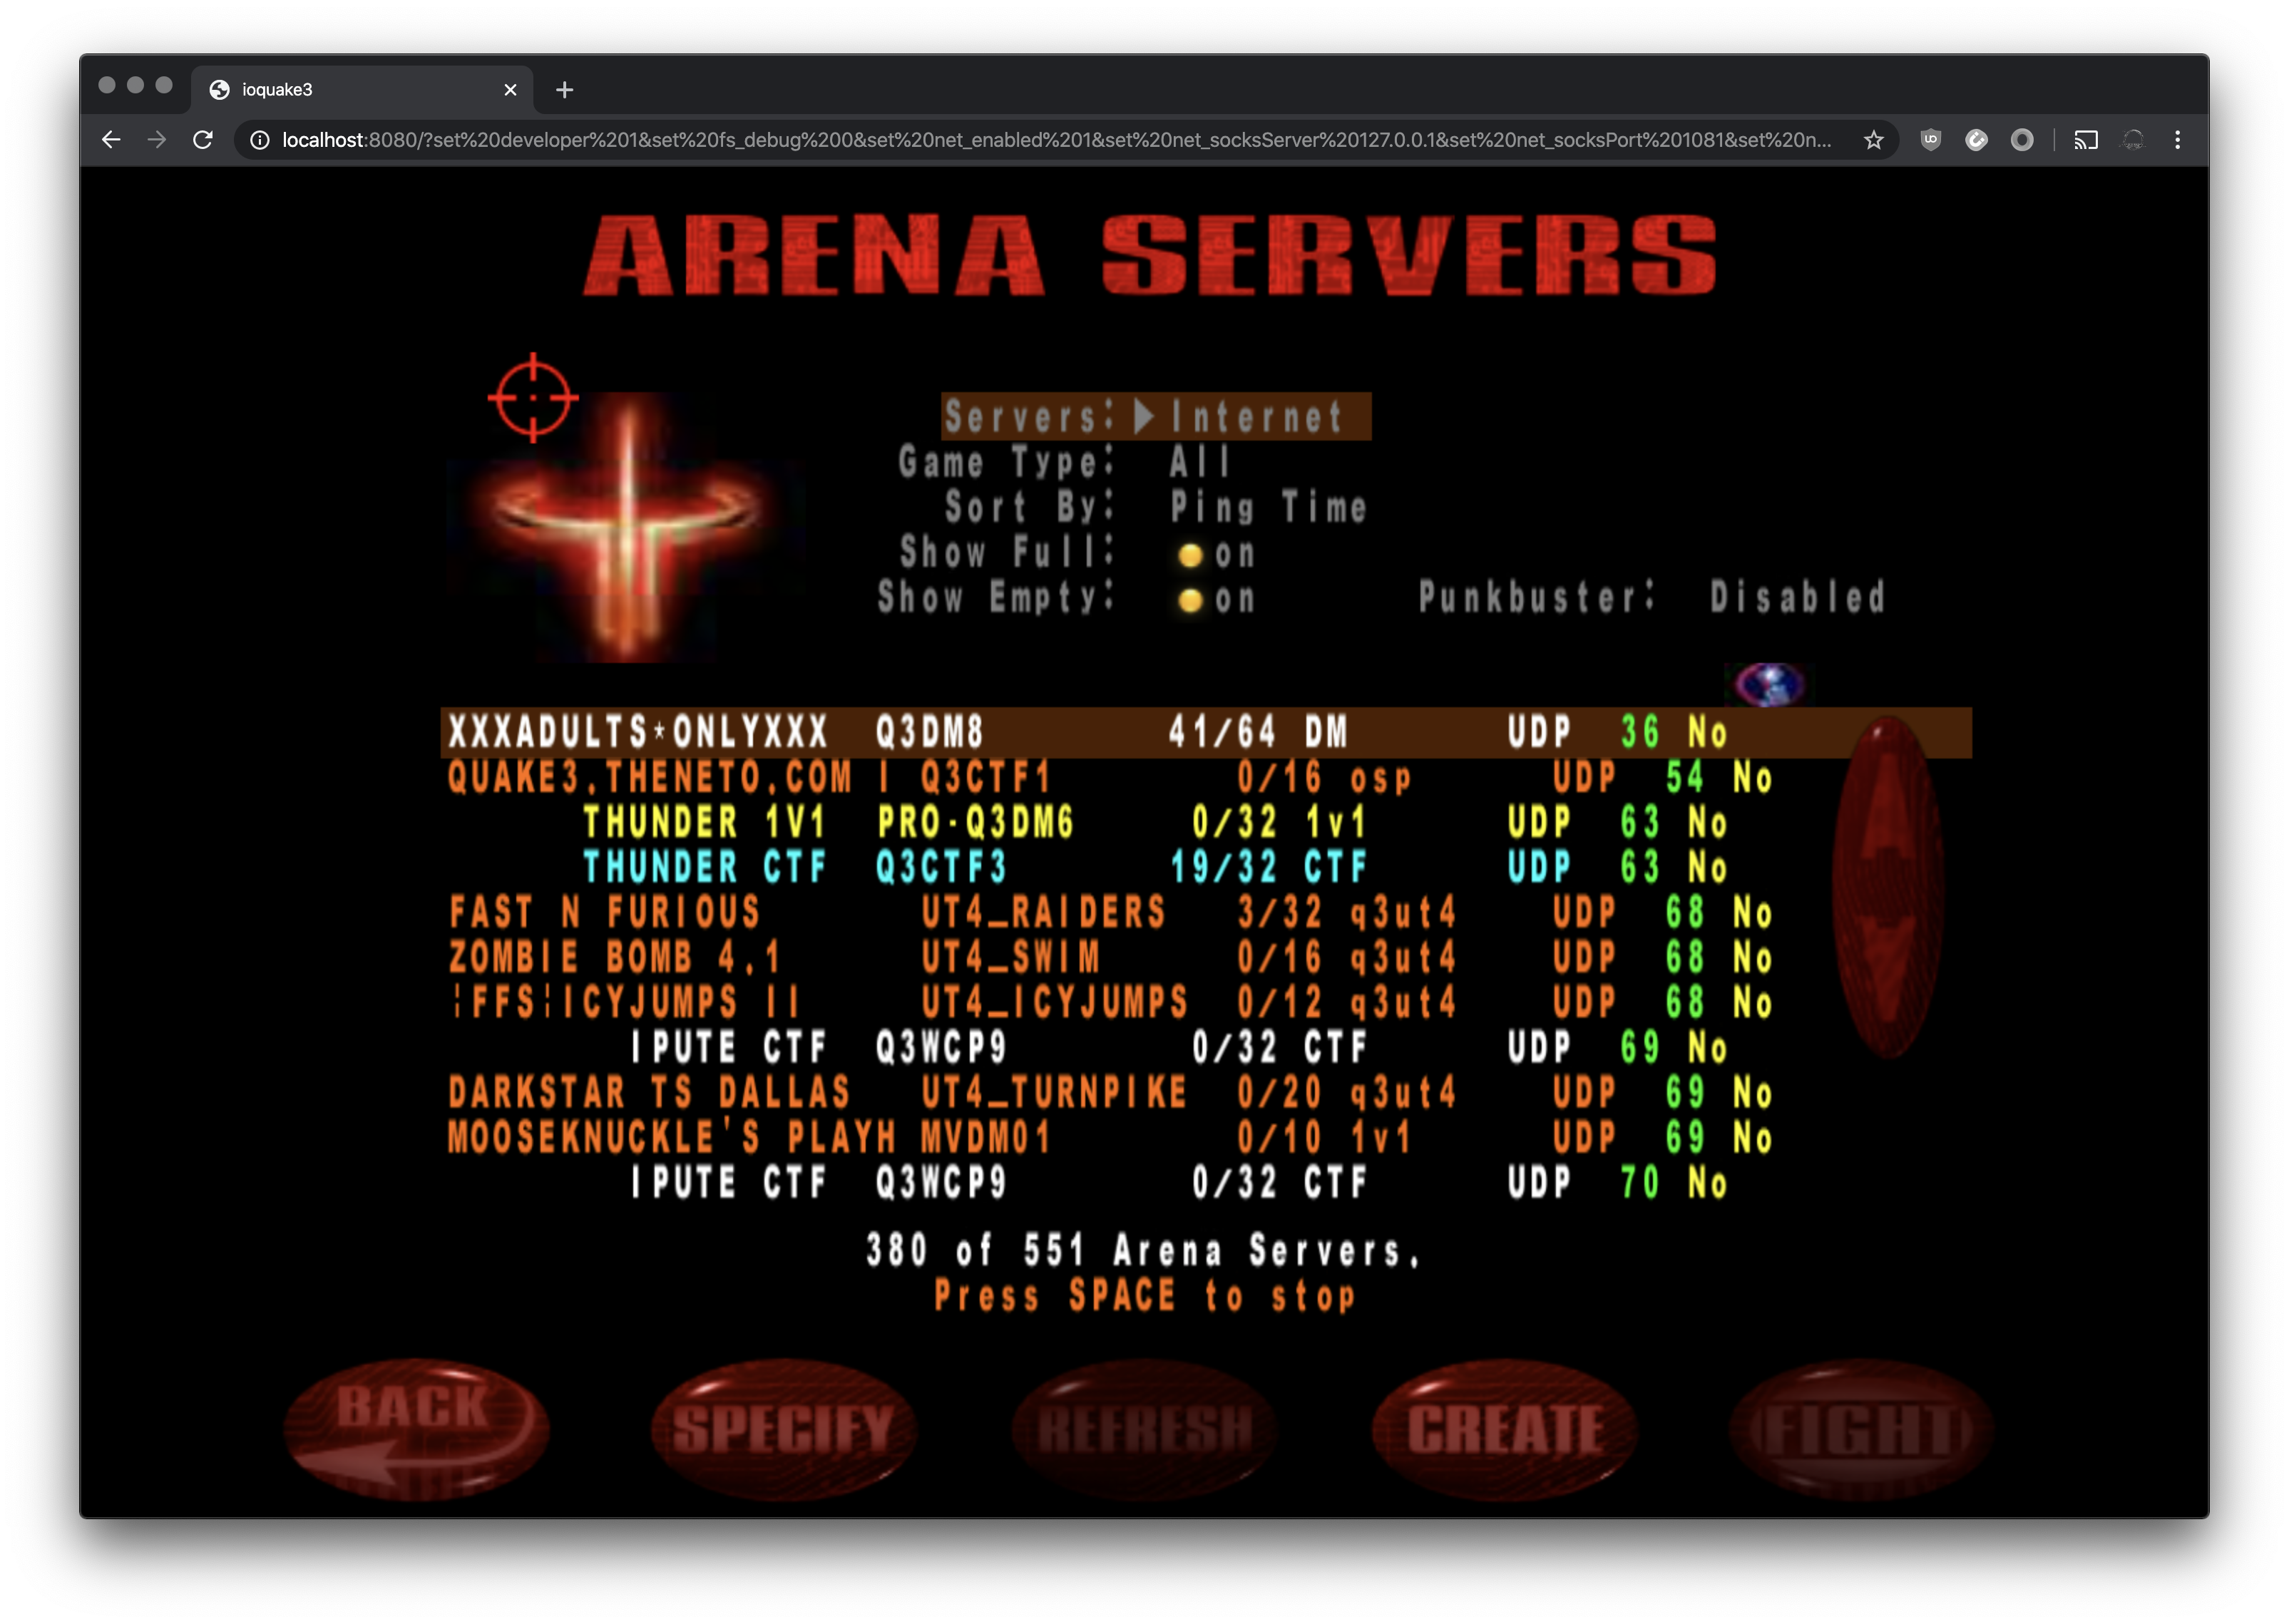 ioquake3
localhost:8080/?set%20developer%201&set%20fs_debug%200&set%20net_enabled%201&set%20net_socksServer%20127.0.0.1&set%20net_socksPort%201081&set%20n...
ARENA SERVERS
Servers: Internet
Game Type: All
Sort By: Ping Time
Show Full: on
Show Empty: on Punkbuster: Disabled
XXXADULTS*ONLYXXX Q3DM8 41/64 DM UDP 36 No
QUAKE3.THENETO.COM | Q3CTF1 0/16 osp UDP 54 No
THUNDER 1V1 PRO-Q3DM6 0/32 1v1 UDP 63 No
THUNDER CTF Q3CTF3 19/32 CTF UDP 63 No
FAST N FURIOUS UT4_RAIDERS 3/32 q3ut4 UDP 68 No
ZOMBIE BOMB 4.1 UT4_SWIM 0/16 q3ut4 UDP 68 No
¦FFS¦ICYJUMPS II UT4_ICYJUMPS 0/12 q3ut4 UDP 68 No
IPUTE CTF Q3WCP9 0/32 CTF UDP 69 No
DARKSTAR TS DALLAS UT4_TURNPIKE 0/20 q3ut4 UDP 69 No
MOOSEKNUCKLE'S PLAYH MVDM01 0/10 1v1 UDP 69 No
IPUTE CTF Q3WCP9 0/32 CTF UDP 70 No
380 of 551 Arena Servers.
Press SPACE to stop
BACK SPECIFY REFRESH CREATE FIGHT